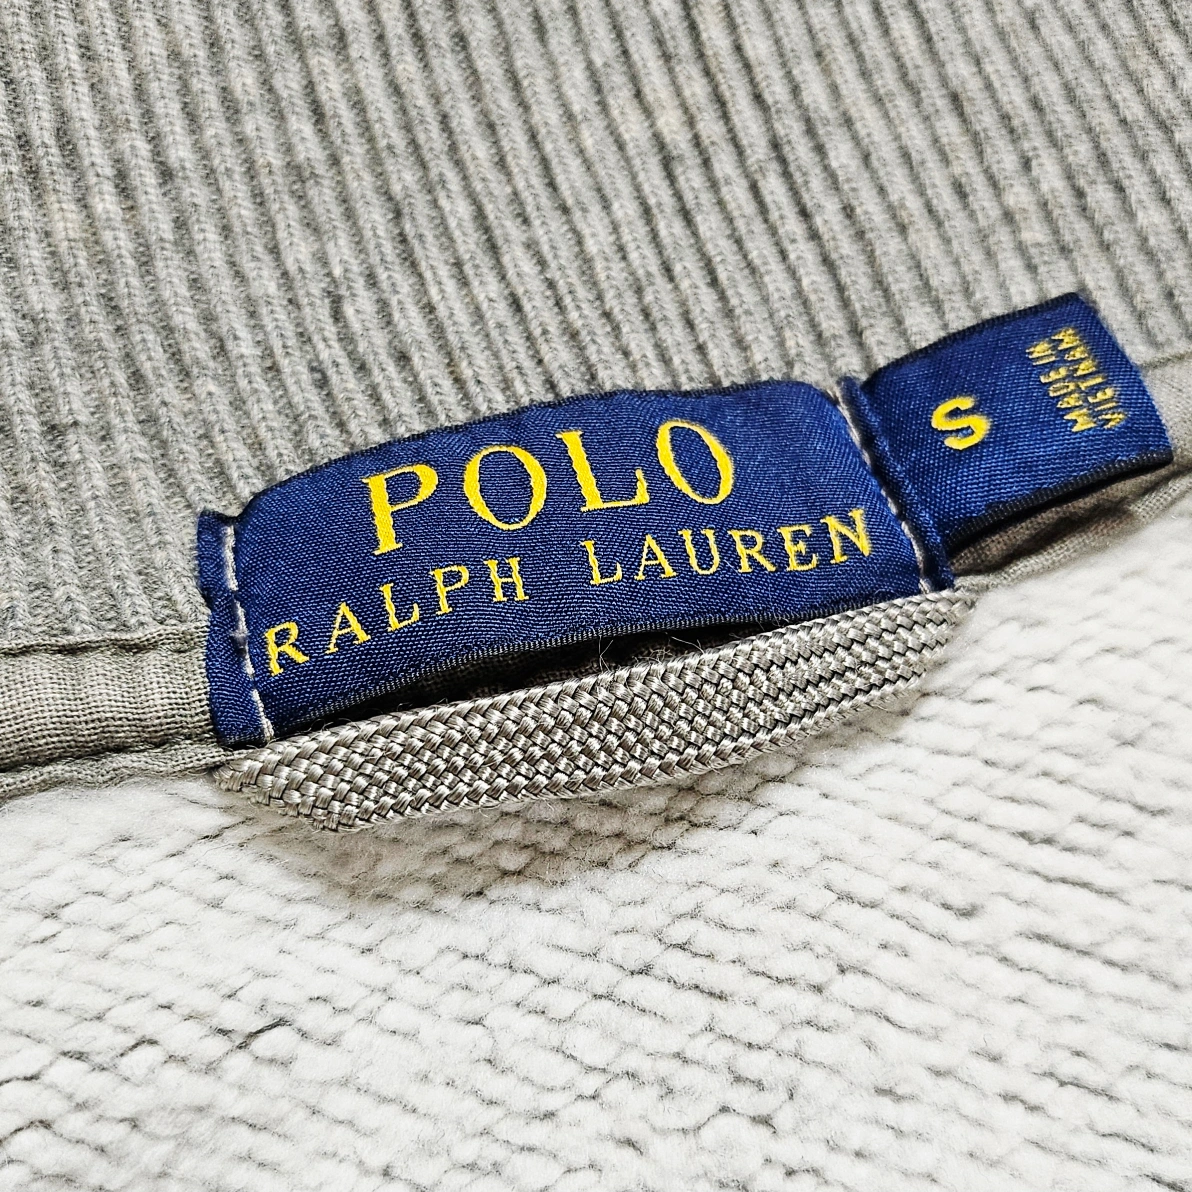 POLO
RALPH LAUREN
S
MADE IN
VIETNAM